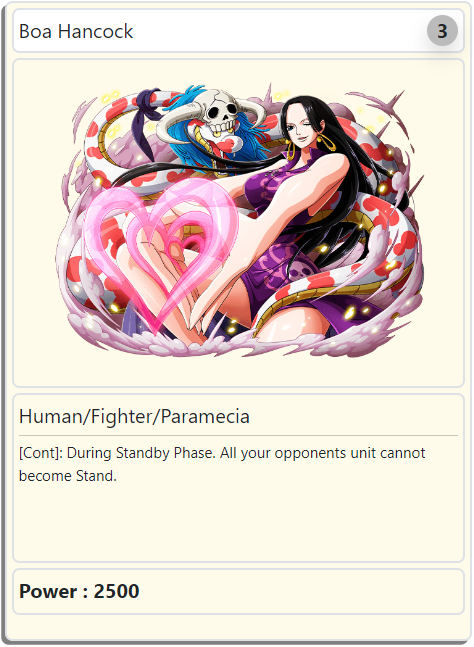 Boa Hancock
3
Human/Fighter/Paramecia
[Cont]: During Standby Phase. All your opponents unit cannot
become Stand.
Power : 2500